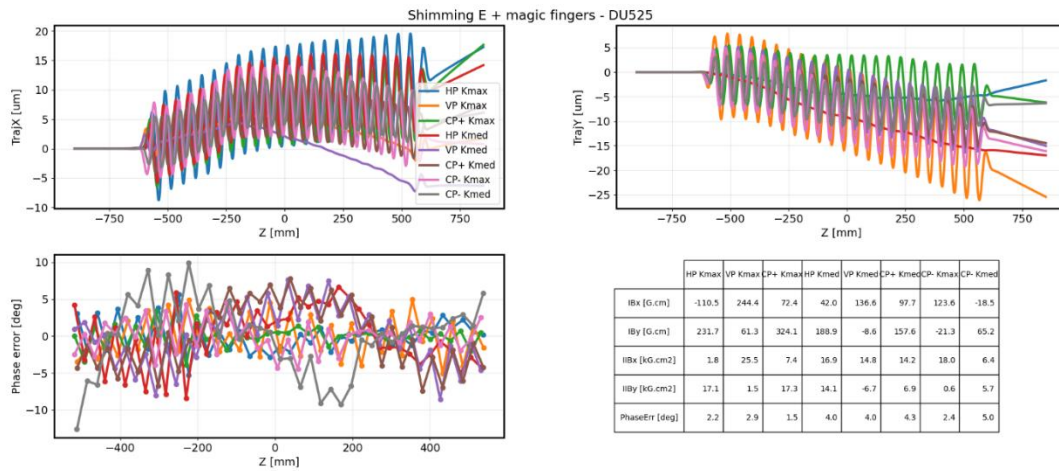 Shimming E + magic fingers - DU525
TrajX [um]
20
15
10
5
0
−5
−10
−750 −500 −250 0 250 500 750
Z [mm]
HP Kmax
VP Kmax
CP+ Kmax
HP Kmed
VP Kmed
CP+ Kmed
CP- Kmax
CP- Kmed
TrajY [um]
5
0
−5
−10
−15
−20
−25
−750 −500 −250 0 250 500 750
Z [mm]
Phase error [deg]
10
5
0
−5
−10
−400 −200 0 200 400
Z [mm]
HP Kmax VP Kmax CP+ Kmax HP Kmed VP Kmed CP+ Kmed CP- Kmax CP- Kmed
IBx [G.cm] -110.5 244.4 72.4 42.0 136.6 97.7 123.6 -18.5
IBy [G.cm] 231.7 61.3 324.1 188.9 -8.6 157.6 -21.3 65.2
IIBx [kG.cm2] 1.8 25.5 7.4 16.9 14.8 14.2 18.0 6.4
IIBy [kG.cm2] 17.1 1.5 17.3 14.1 -6.7 6.9 0.6 5.7
PhaseErr [deg] 2.2 2.9 1.5 4.0 4.0 4.3 2.4 5.0